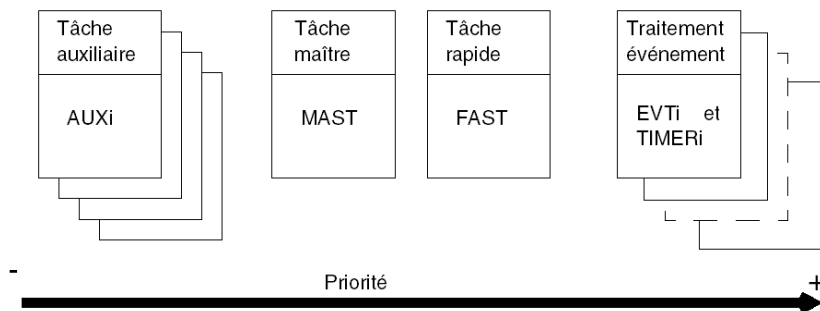 Tâche
auxiliaire
AUXi
Tâche
maître
MAST
Tâche
rapide
FAST
Traitement
événement
EVTi et
TIMERi
-
Priorité
+